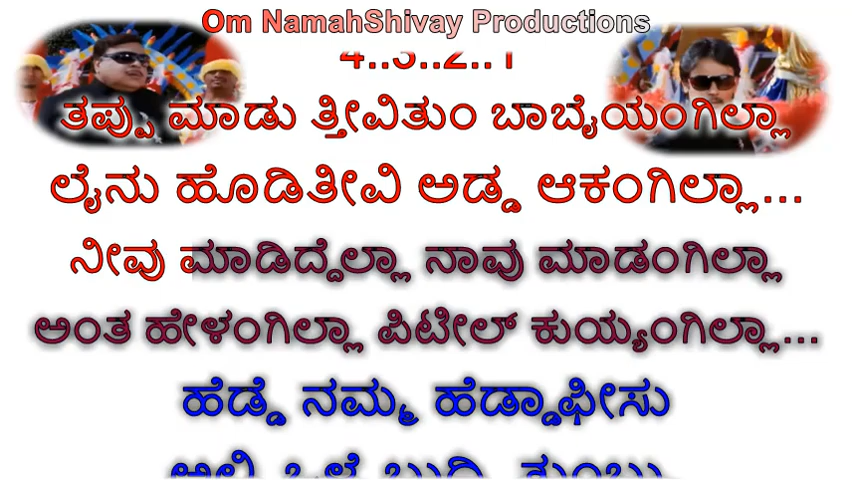 Om NamahShivay Productions
4..3..2..1
ತಪ್ಪು ಮಾಡು ತ್ತೀವಿತುಂ ಬಾಬೈಯಂಗಿಲ್ಲಾ
ಲೈನು ಹೊಡಿತೀವಿ ಅಡ್ಡ ಆಕಂಗಿಲ್ಲಾ...
ನೀವು ಮಾಡಿದ್ದೆಲ್ಲಾ ನಾವು ಮಾಡಂಗಿಲ್ಲಾ
ಅಂತ ಹೇಳಂಗಿಲ್ಲಾ ಪಿಟೀಲ್ ಕುಯ್ಯಂಗಿಲ್ಲಾ...
ಹೆಡ್ಡೆ ನಮ್ಮ ಹೆಡ್ಡಾಫೀಸು